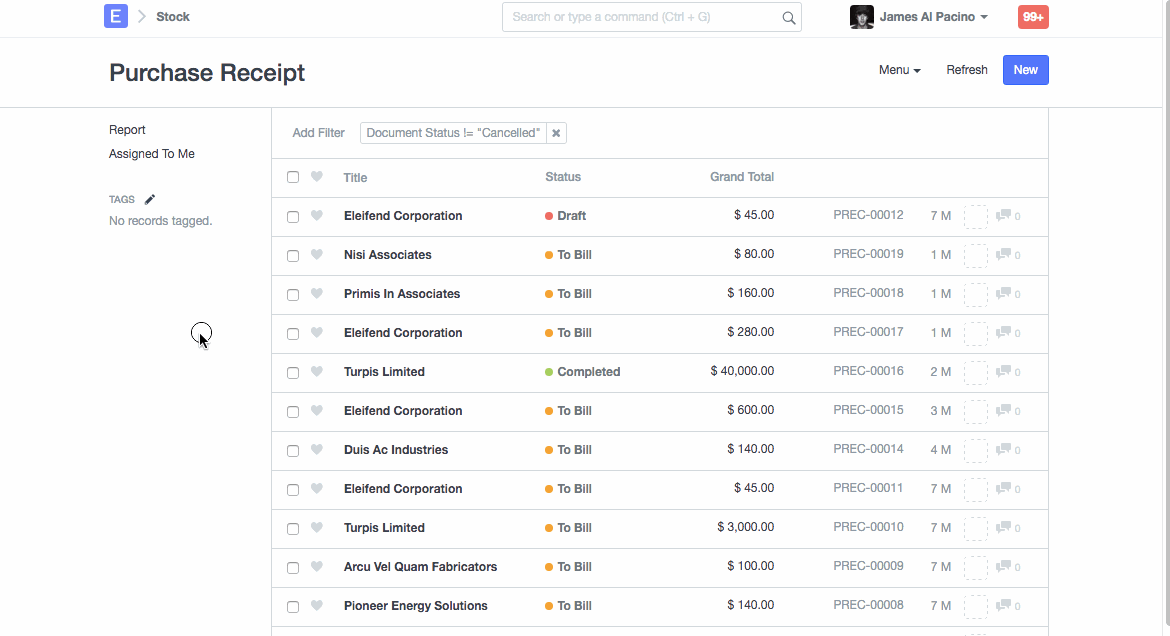 E Stock Search or type a command (Ctrl + G) James Al Pacino 99+
Purchase Receipt Menu Refresh New
Report
Assigned To Me
TAGS
No records tagged.
Add Filter Document Status != "Cancelled" ×
Title Status Grand Total
Eleifend Corporation Draft $ 45.00 PREC-00012 7 M 0
Nisi Associates To Bill $ 80.00 PREC-00019 1 M 0
Primis In Associates To Bill $ 160.00 PREC-00018 1 M 0
Eleifend Corporation To Bill $ 280.00 PREC-00017 1 M 0
Turpis Limited Completed $ 40,000.00 PREC-00016 2 M 0
Eleifend Corporation To Bill $ 600.00 PREC-00015 3 M 0
Duis Ac Industries To Bill $ 140.00 PREC-00014 4 M 0
Eleifend Corporation To Bill $ 45.00 PREC-00011 7 M 0
Turpis Limited To Bill $ 3,000.00 PREC-00010 7 M 0
Arcu Vel Quam Fabricators To Bill $ 100.00 PREC-00009 7 M 0
Pioneer Energy Solutions To Bill $ 140.00 PREC-00008 7 M 0